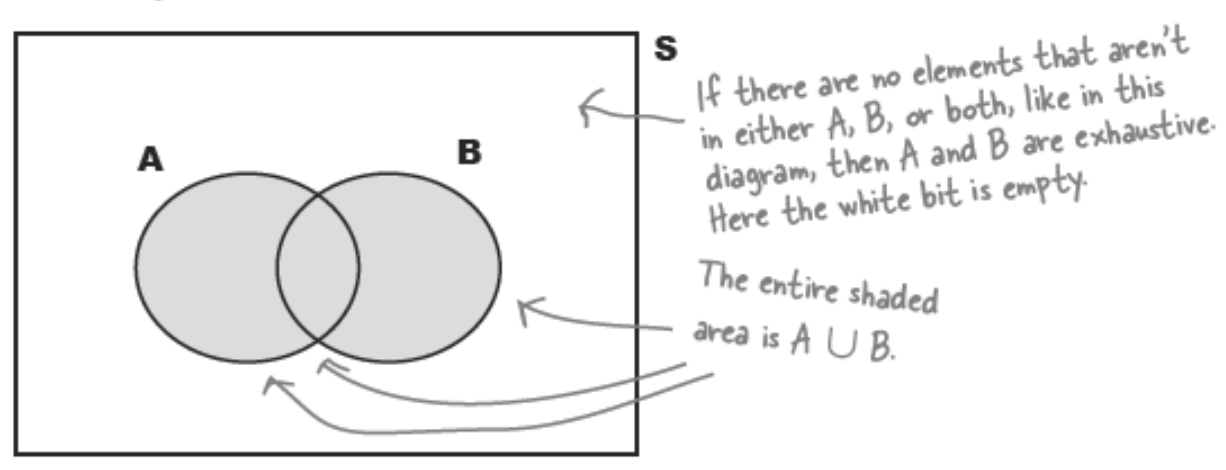 S
If there are no elements that aren't
in either A, B, or both, like in this
diagram, then A and B are exhaustive.
Here the white bit is empty.
A
B
The entire shaded
area is A ∪ B.